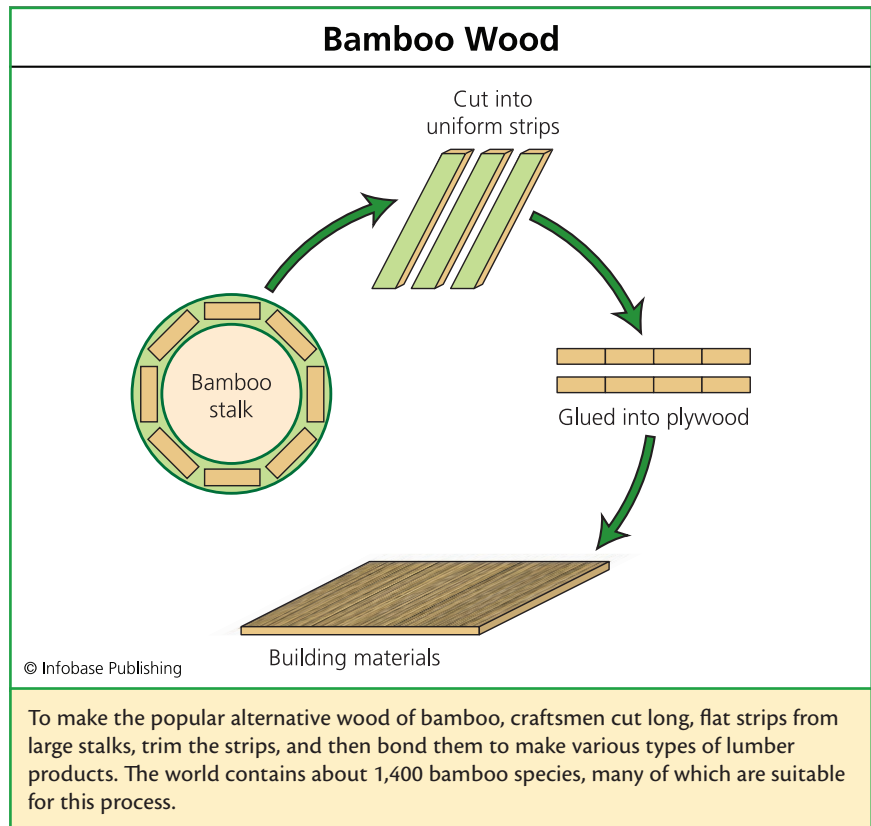 Bamboo Wood
Cut into
uniform strips
Bamboo
stalk
Glued into plywood
Building materials
© Infobase Publishing
To make the popular alternative wood of bamboo, craftsmen cut long, flat strips from
large stalks, trim the strips, and then bond them to make various types of lumber
products. The world contains about 1,400 bamboo species, many of which are suitable
for this process.